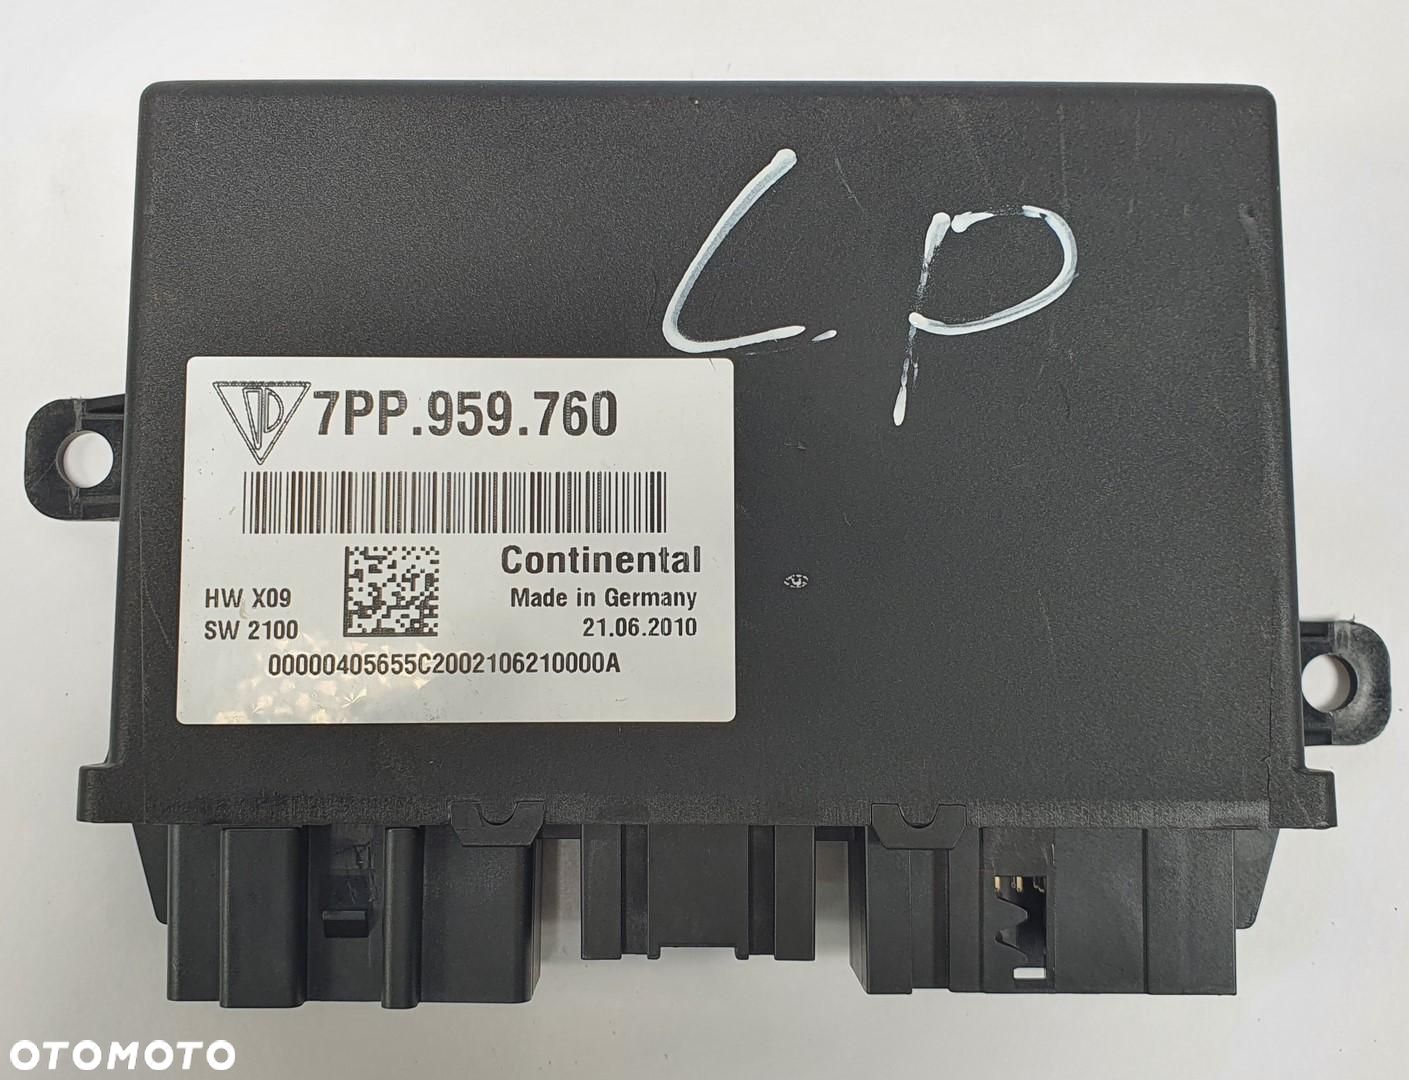 L.P
7PP.959.760
Continental
HW X09
Made in Germany
SW 2100
21.06.2010
00000405655C2002106210000A
OTOMOTO